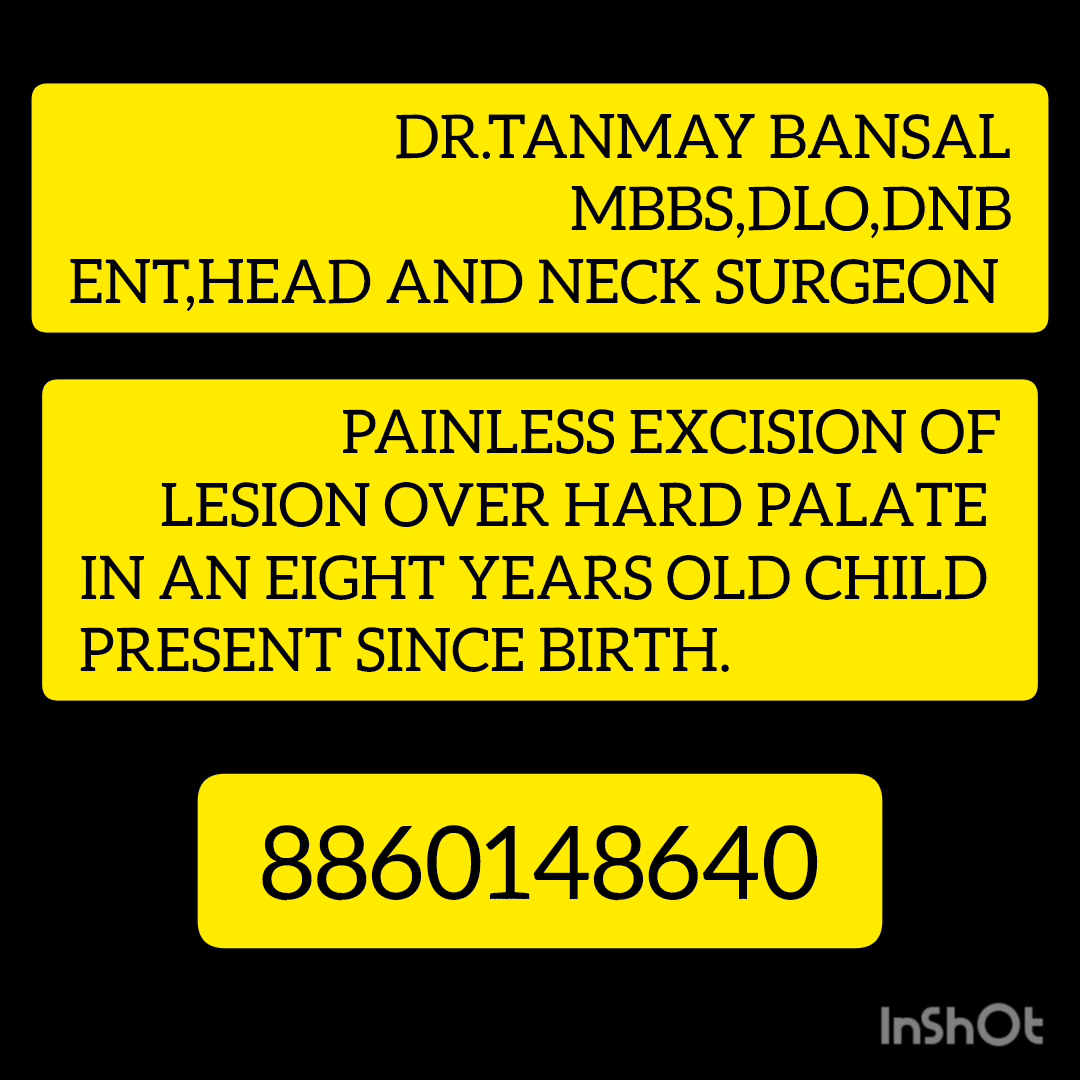 DR.TANMAY BANSAL
MBBS,DLO,DNB
ENT,HEAD AND NECK SURGEON
PAINLESS EXCISION OF
LESION OVER HARD PALATE
IN AN EIGHT YEARS OLD CHILD
PRESENT SINCE BIRTH.
8860148640
InShOt